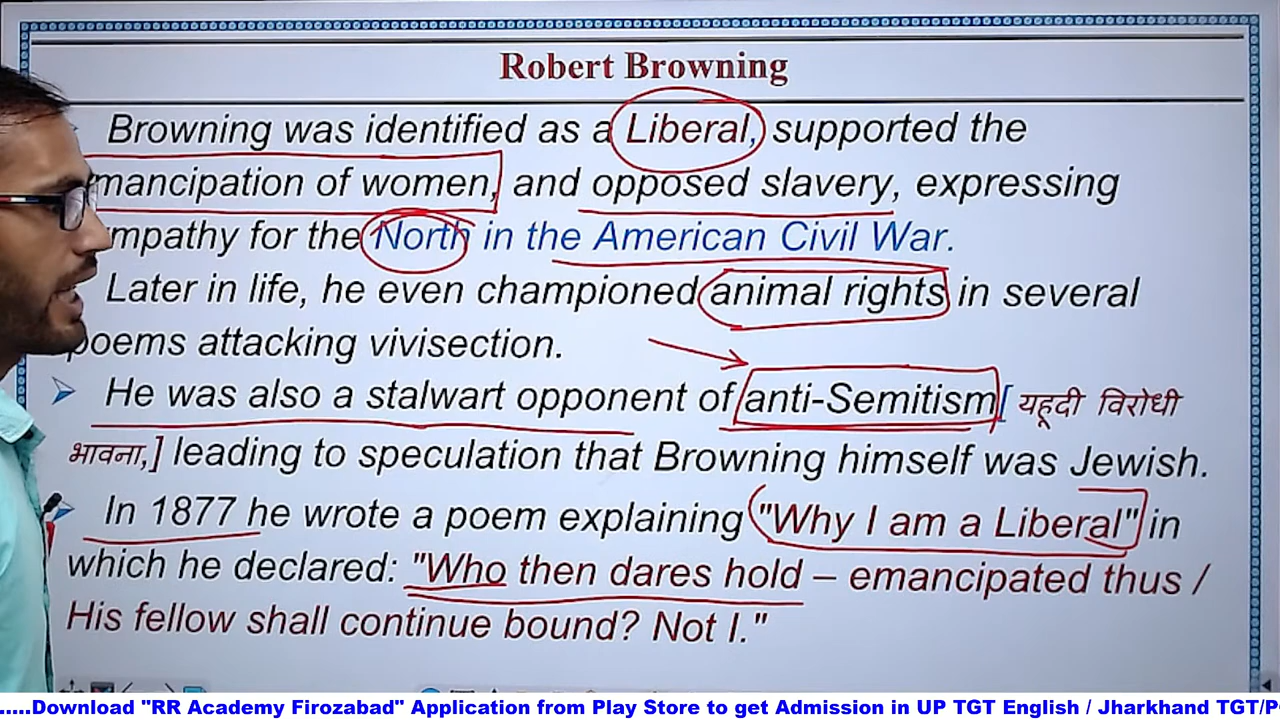 Robert Browning
Browning was identified as a Liberal, supported the
mancipation of women, and opposed slavery, expressing
mpathy for the North in the American Civil War.
Later in life, he even championed animal rights in several
poems attacking vivisection.
He was also a stalwart opponent of anti-Semitism[ यहूदी विरोधी
भावना,] leading to speculation that Browning himself was Jewish.
In 1877 he wrote a poem explaining "Why I am a Liberal" in
which he declared: "Who then dares hold – emancipated thus /
His fellow shall continue bound? Not I."
.....Download "RR Academy Firozabad" Application from Play Store to get Admission in UP TGT English / Jharkhand TGT/P